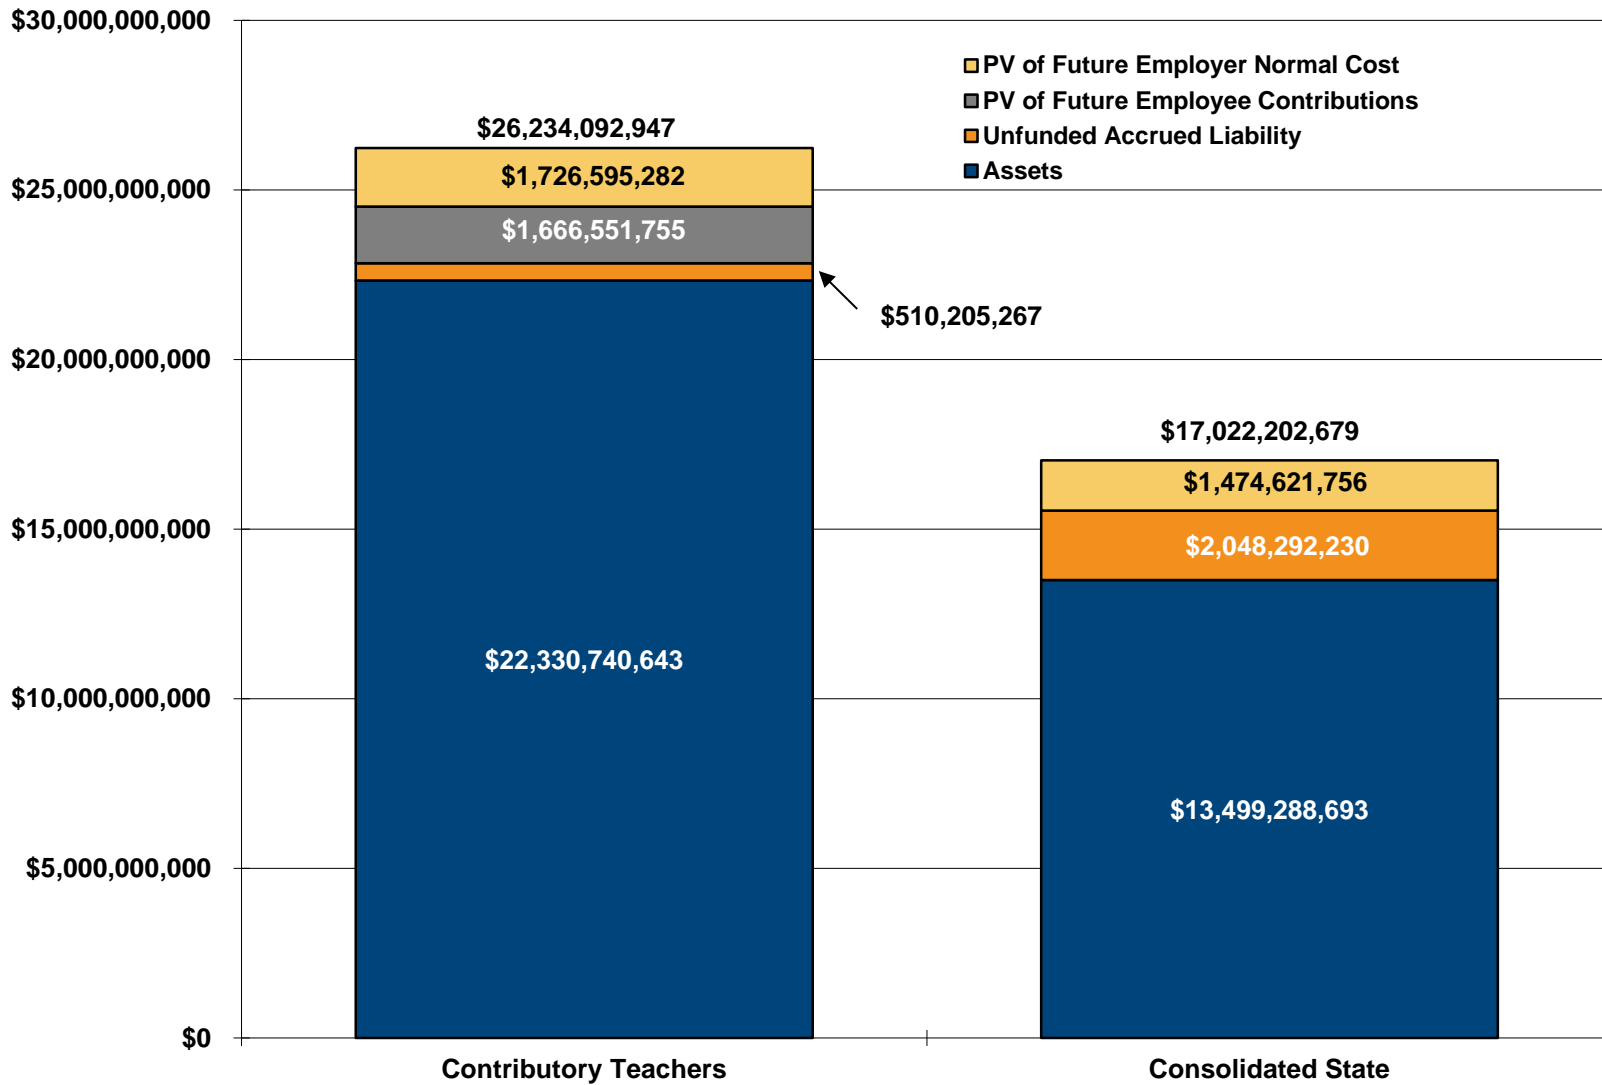 $30,000,000,000
PV of Future Employer Normal Cost
PV of Future Employee Contributions
Unfunded Accrued Liability
Assets
$26,234,092,947
$1,726,595,282
$25,000,000,000
$1,666,551,755
$510,205,267
$20,000,000,000
$17,022,202,679
$1,474,621,756
$15,000,000,000
$2,048,292,230
$22,330,740,643
$10,000,000,000
$13,499,288,693
$5,000,000,000
$0
Contributory Teachers
Consolidated State